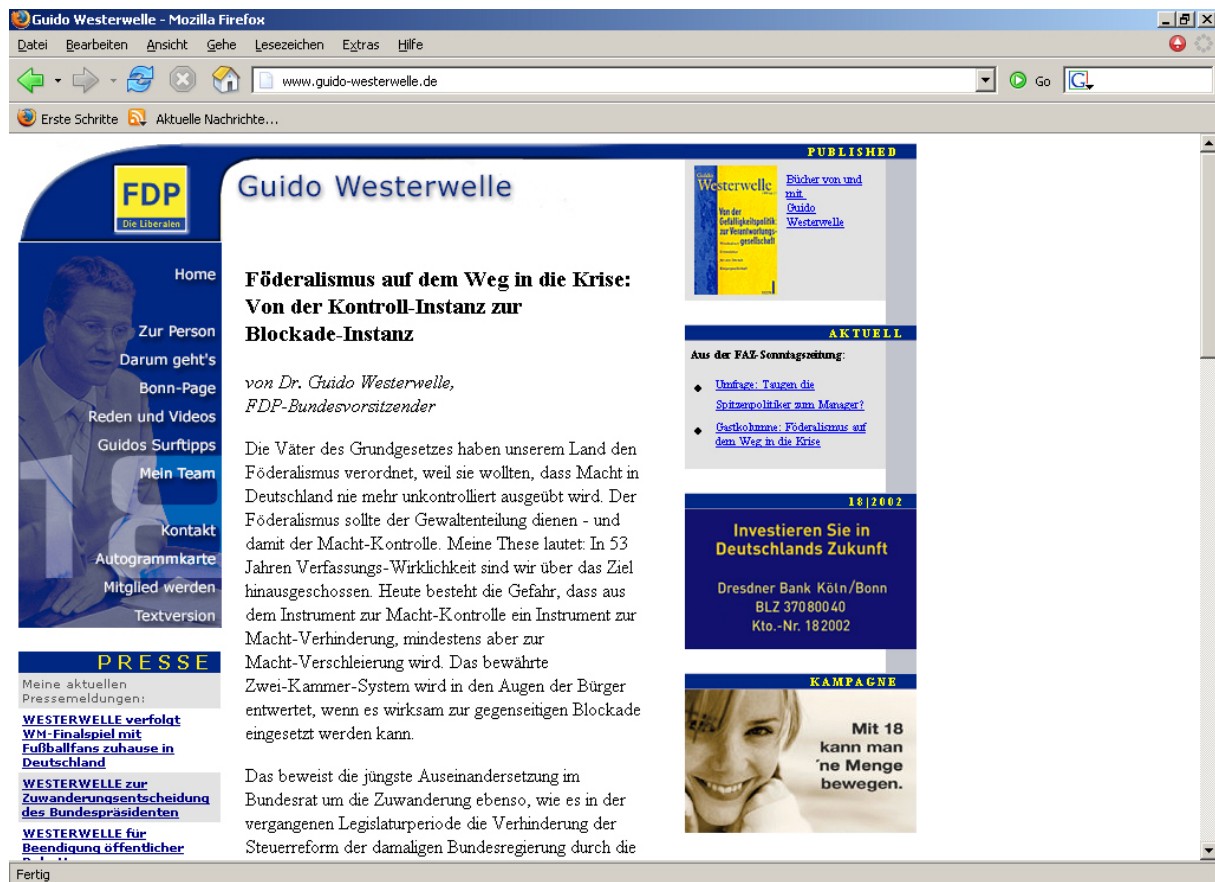 Guido Westerwelle - Mozilla Firefox
Datei Bearbeiten Ansicht Gehe Lesezeichen Extras Hilfe
www.guido-westerwelle.de
Go
G
Erste Schritte Aktuelle Nachrichte...
FDP
Die Liberalen
Home
Zur Person
Darum geht's
Bonn-Page
Reden und Videos
Guidos Surftipps
Mein Team
Kontakt
Autogrammkarte
Mitglied werden
Textversion
18
PRESSE
Meine aktuellen
Pressemeldungen:
WESTERWELLE verfolgt
WM-Finalspiel mit
Fußballfans zuhause in
Deutschland
WESTERWELLE zur
Zuwanderungsentscheidung
des Bundespräsidenten
WESTERWELLE für
Beendigung öffentlicher
Guido Westerwelle
Föderalismus auf dem Weg in die Krise:
Von der Kontroll-Instanz zur
Blockade-Instanz
von Dr. Guido Westerwelle,
FDP-Bundesvorsitzender
Die Väter des Grundgesetzes haben unserem Land den
Föderalismus verordnet, weil sie wollten, dass Macht in
Deutschland nie mehr unkontrolliert ausgeübt wird. Der
Föderalismus sollte der Gewaltenteilung dienen - und
damit der Macht-Kontrolle. Meine These lautet: In 53
Jahren Verfassungs-Wirklichkeit sind wir über das Ziel
hinausgeschossen. Heute besteht die Gefahr, dass aus
dem Instrument zur Macht-Kontrolle ein Instrument zur
Macht-Verhinderung, mindestens aber zur
Macht-Verschleierung wird. Das bewährte
Zwei-Kammer-System wird in den Augen der Bürger
entwertet, wenn es wirksam zur gegenseitigen Blockade
eingesetzt werden kann.
Das beweist die jüngste Auseinandersetzung im
Bundesrat um die Zuwanderung ebenso, wie es in der
vergangenen Legislaturperiode die Verhinderung der
Steuerreform der damaligen Bundesregierung durch die
PUBLISHED
Guido
Westerwelle
Von der
Gefälligkeitspolitik
zur Verantwortungs-
gesellschaft
Bücher von und
mit
Guido
Westerwelle
AKTUELL
Aus der FAZ-Sonntagszeitung:
Umfrage: Taugen die
Spitzenpolitiker zum Manager?
Gastkolumne: Föderalismus auf
dem Weg in die Krise
18|2002
Investieren Sie in
Deutschlands Zukunft
Dresdner Bank Köln/Bonn
BLZ 37080040
Kto.-Nr. 182002
KAMPAGNE
Mit 18
kann man
'ne Menge
bewegen.
Fertig